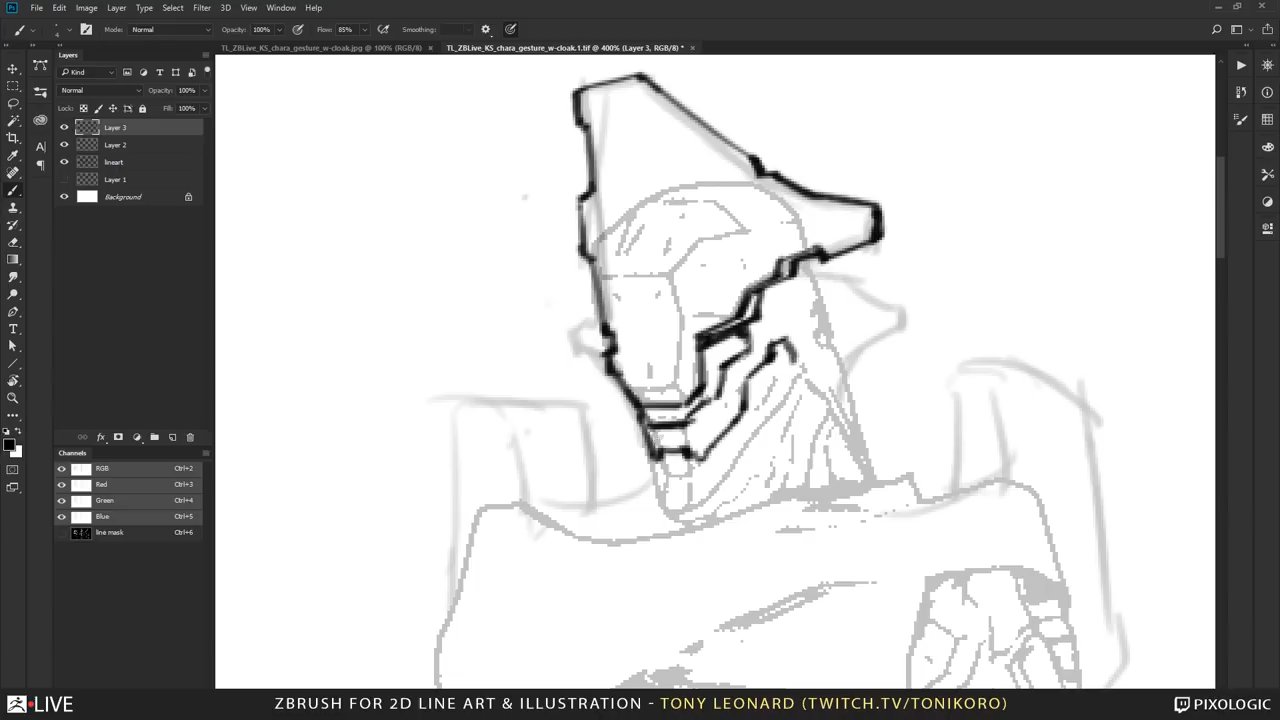 Ps File Edit Image Layer Type Select Filter 3D View Window Help
4 Mode: Normal Opacity: 100% Flow: 85% Smoothing:
TL_ZBLive_KS_chara_gesture_w-cloak.jpg @ 100% (RGB/8) × TL_ZBLive_KS_chara_gesture_w-cloak.1.tif @ 400% (Layer 3, RGB/8) * ×
Layers
Kind
Normal Opacity: 100%
Lock: Fill: 100%
Layer 3
Layer 2
lineart
Layer 1
Background
fx
Channels
RGB Ctrl+2
Red Ctrl+3
Green Ctrl+4
Blue Ctrl+5
line mask Ctrl+6
LIVE ZBRUSH FOR 2D LINE ART & ILLUSTRATION - TONY LEONARD (TWITCH.TV/TONIKORO) PIXOLOGIC